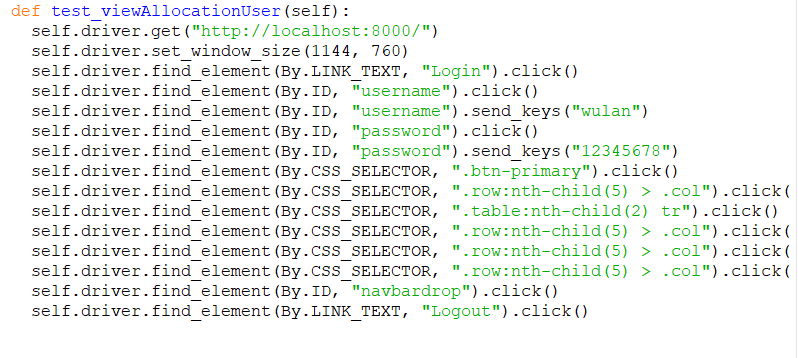 def test_viewAllocationUser(self):
  self.driver.get("http://localhost:8000/")
  self.driver.set_window_size(1144, 760)
  self.driver.find_element(By.LINK_TEXT, "Login").click()
  self.driver.find_element(By.ID, "username").click()
  self.driver.find_element(By.ID, "username").send_keys("wulan")
  self.driver.find_element(By.ID, "password").click()
  self.driver.find_element(By.ID, "password").send_keys("12345678")
  self.driver.find_element(By.CSS_SELECTOR, ".btn-primary").click()
  self.driver.find_element(By.CSS_SELECTOR, ".row:nth-child(5) > .col").click(
  self.driver.find_element(By.CSS_SELECTOR, ".table:nth-child(2) tr").click()
  self.driver.find_element(By.CSS_SELECTOR, ".row:nth-child(5) > .col").click(
  self.driver.find_element(By.CSS_SELECTOR, ".row:nth-child(5) > .col").click(
  self.driver.find_element(By.CSS_SELECTOR, ".row:nth-child(5) > .col").click(
  self.driver.find_element(By.ID, "navbardrop").click()
  self.driver.find_element(By.LINK_TEXT, "Logout").click()